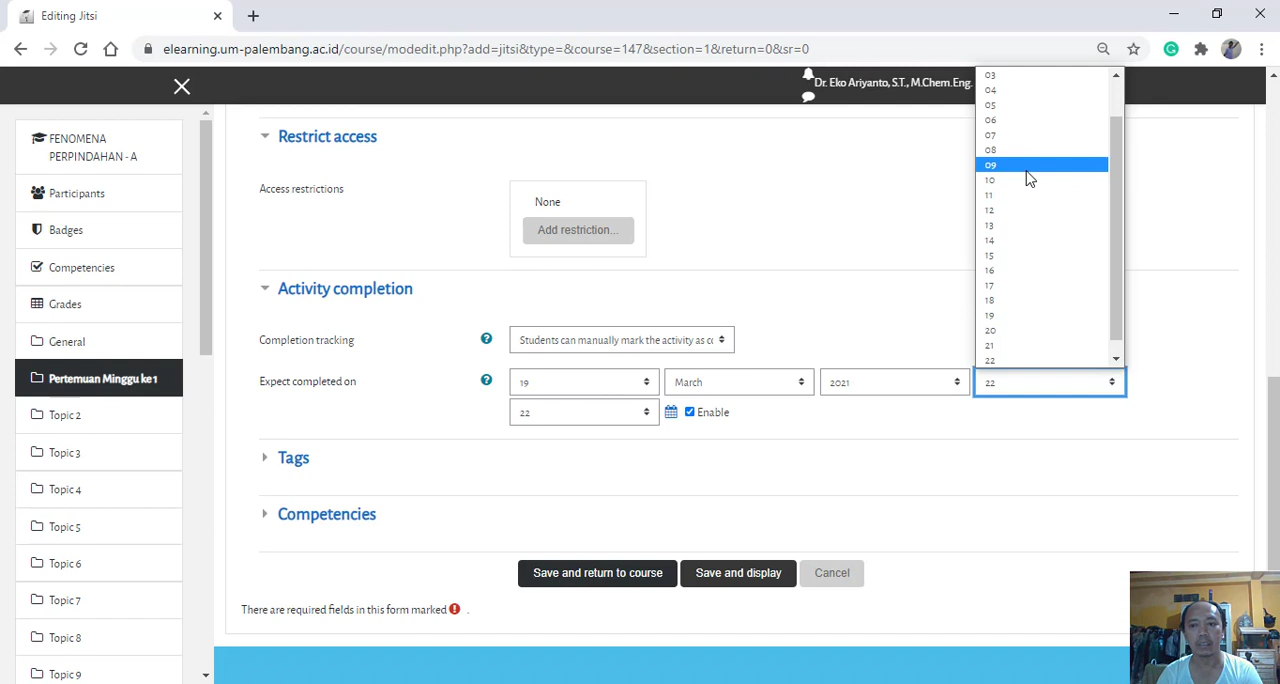 Editing Jitsi
elearning.um-palembang.ac.id/course/modedit.php?add=jitsi&type=&course=147&section=1&return=0&sr=0
Dr. Eko Ariyanto, S.T., M.Chem.Eng.
FENOMENA
PERPINDAHAN - A
Participants
Badges
Competencies
Grades
General
Pertemuan Minggu ke 1
Topic 2
Topic 3
Topic 4
Topic 5
Topic 6
Topic 7
Topic 8
Topic 9
Restrict access
Access restrictions
None
Add restriction...
Activity completion
Completion tracking
Students can manually mark the activity as co
Expect completed on
19
March
2021
22
22
Enable
03
04
05
06
07
08
09
10
11
12
13
14
15
16
17
18
19
20
21
22
Tags
Competencies
Save and return to course
Save and display
Cancel
There are required fields in this form marked .